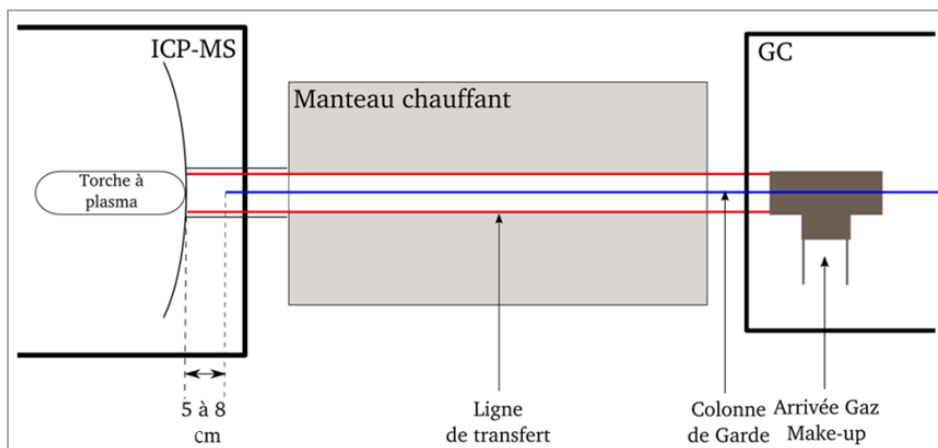 ICP-MS
GC
Manteau chauffant
Torche à
plasma
5 à 8
cm
Ligne
de transfert
Colonne
de Garde
Arrivée Gaz
Make-up